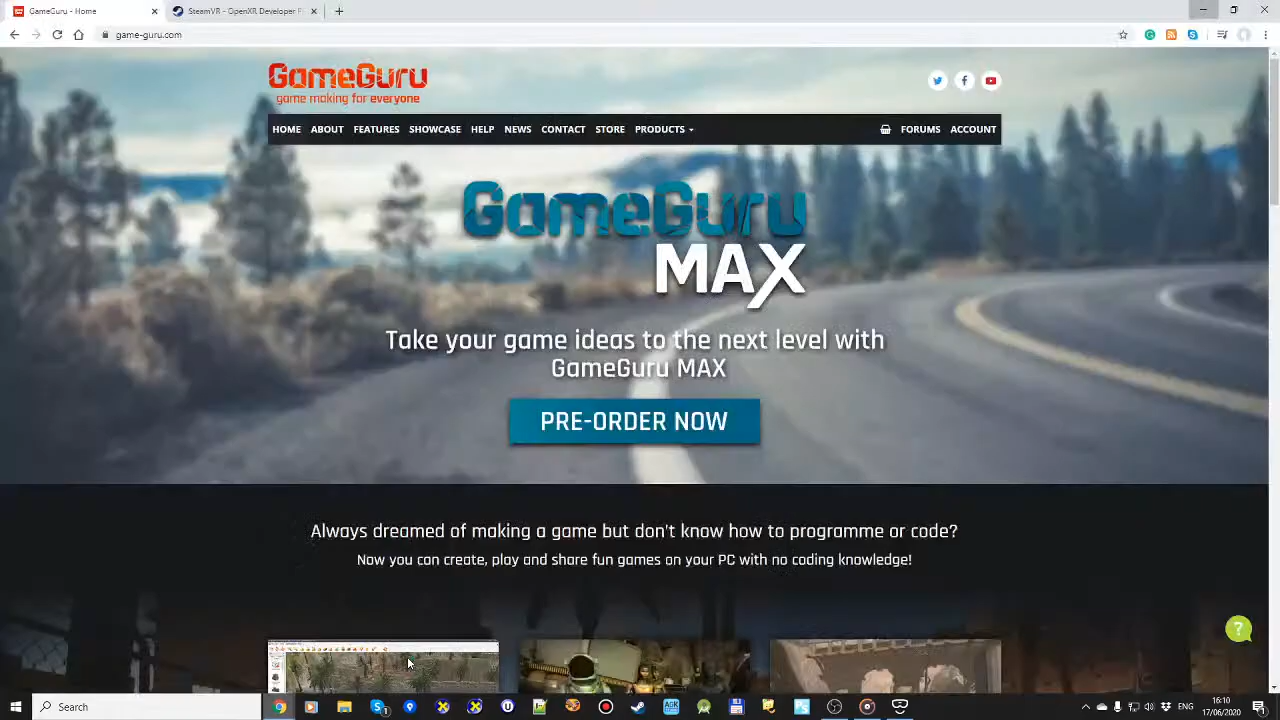 GameGuru - Home
SteamVR - OpenXR Developer P
game-guru.com
GameGuru
game making for everyone
HOME ABOUT FEATURES SHOWCASE HELP NEWS CONTACT STORE PRODUCTS FORUMS ACCOUNT
GameGuru
MAX
Take your game ideas to the next level with
GameGuru MAX
PRE-ORDER NOW
Always dreamed of making a game but don't know how to programme or code?
Now you can create, play and share fun games on your PC with no coding knowledge!
?
Search
AGK
Ps
ENG
16:10
17/06/2020